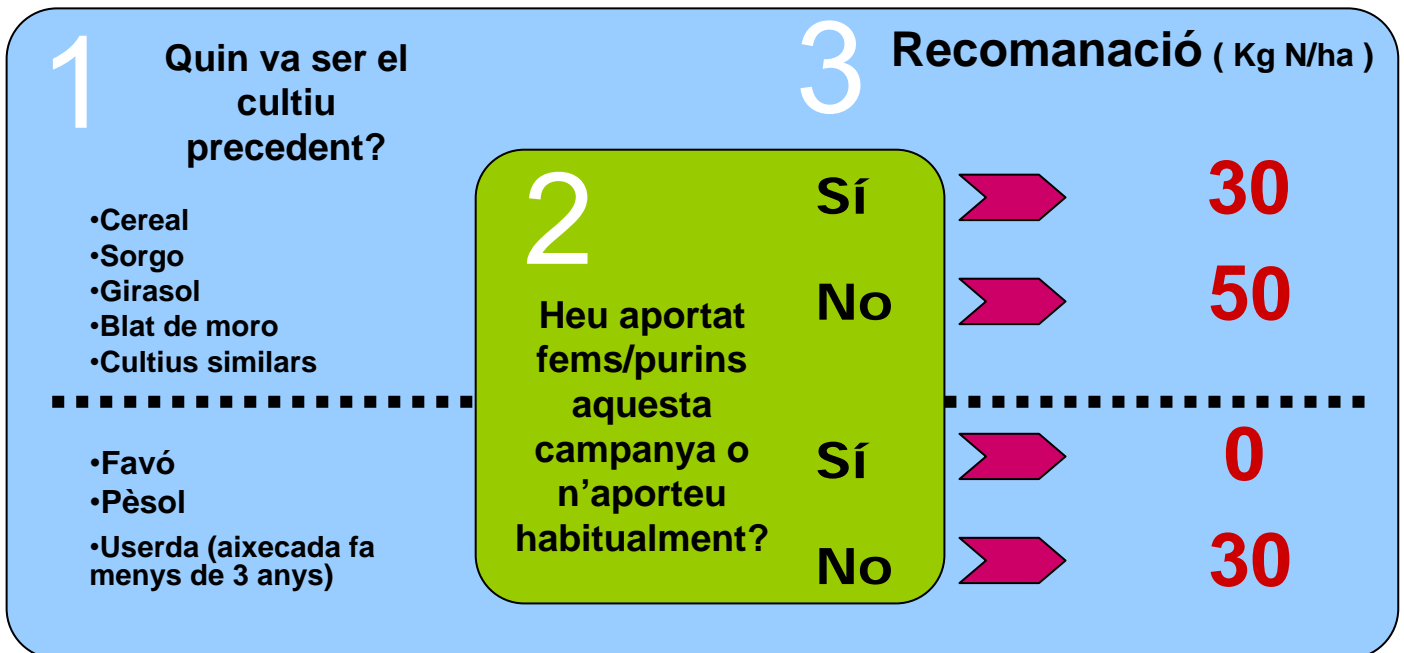 1
Quin va ser el
cultiu
precedent?
•Cereal
•Sorgo
•Girasol
•Blat de moro
•Cultius similars
•Favó
•Pèsol
•Userda (aixecada fa
menys de 3 anys)
2
Heu aportat
fems/purins
aquesta
campanya o
n’aporteu
habitualment?
3 Recomanació ( Kg N/ha )
Sí 30
No 50
Sí 0
No 30